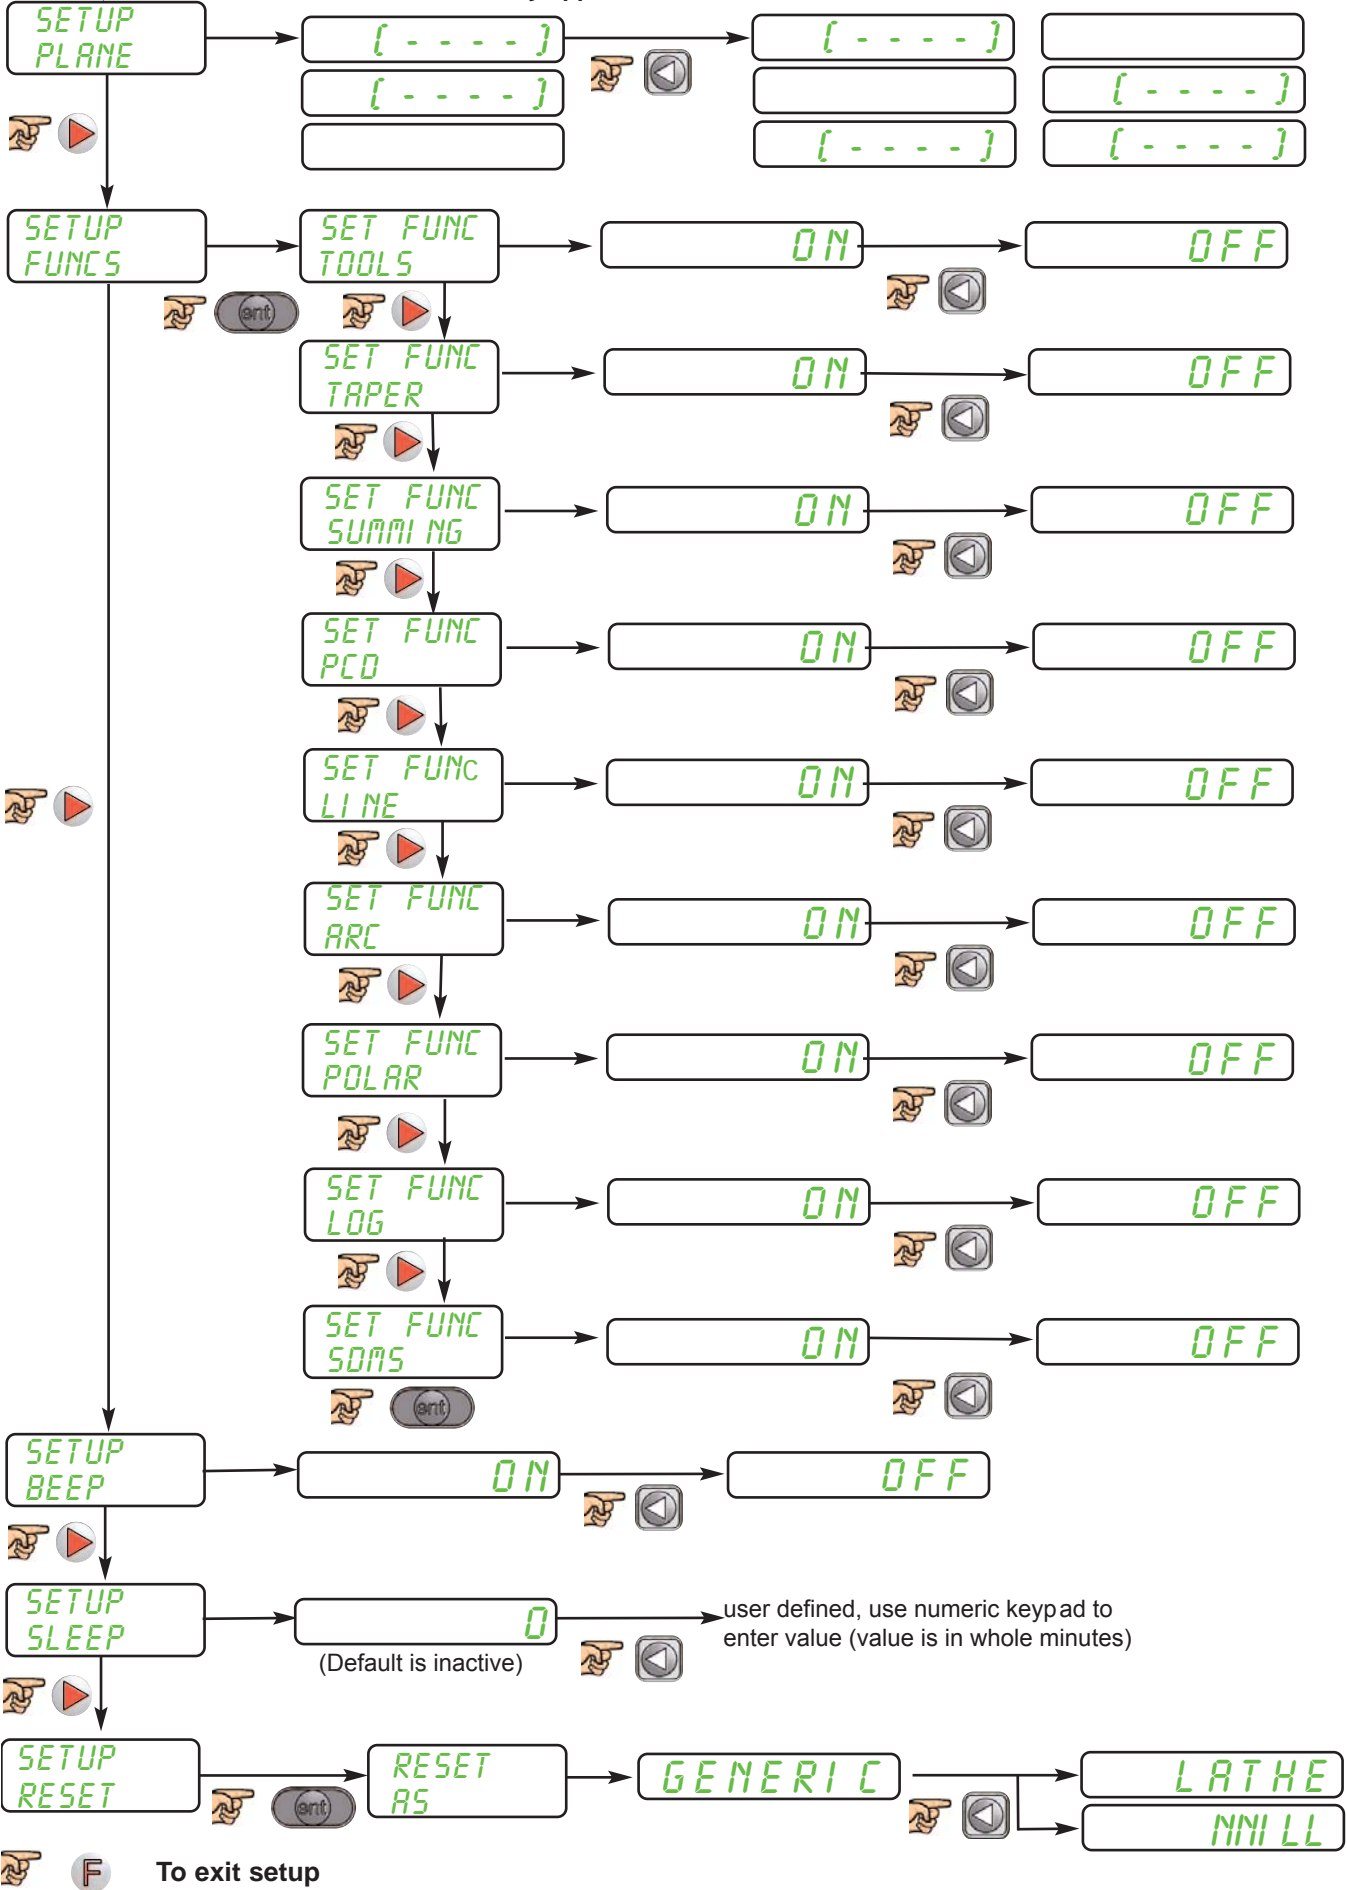 SETUP
PLANE
[ - - - - ]
[ - - - - ]
[ - - - - ]
[ - - - - ]
[ - - - - ]
[ - - - - ]
SETUP
FUNCS
ent
SET FUNC
TOOLS
ON
OFF
SET FUNC
TAPER
ON
OFF
SET FUNC
SUMMING
ON
OFF
SET FUNC
PCD
ON
OFF
SET FUNC
LINE
ON
OFF
SET FUNC
ARC
ON
OFF
SET FUNC
POLAR
ON
OFF
SET FUNC
LOG
ON
OFF
SET FUNC
SDMS
ON
OFF
ent
SETUP
BEEP
ON
OFF
SETUP
SLEEP
0
(Default is inactive)
user defined, use numeric keypad to
enter value (value is in whole minutes)
SETUP
RESET
ent
RESET
AS
GENERIC
LATHE
MMILL
F To exit setup